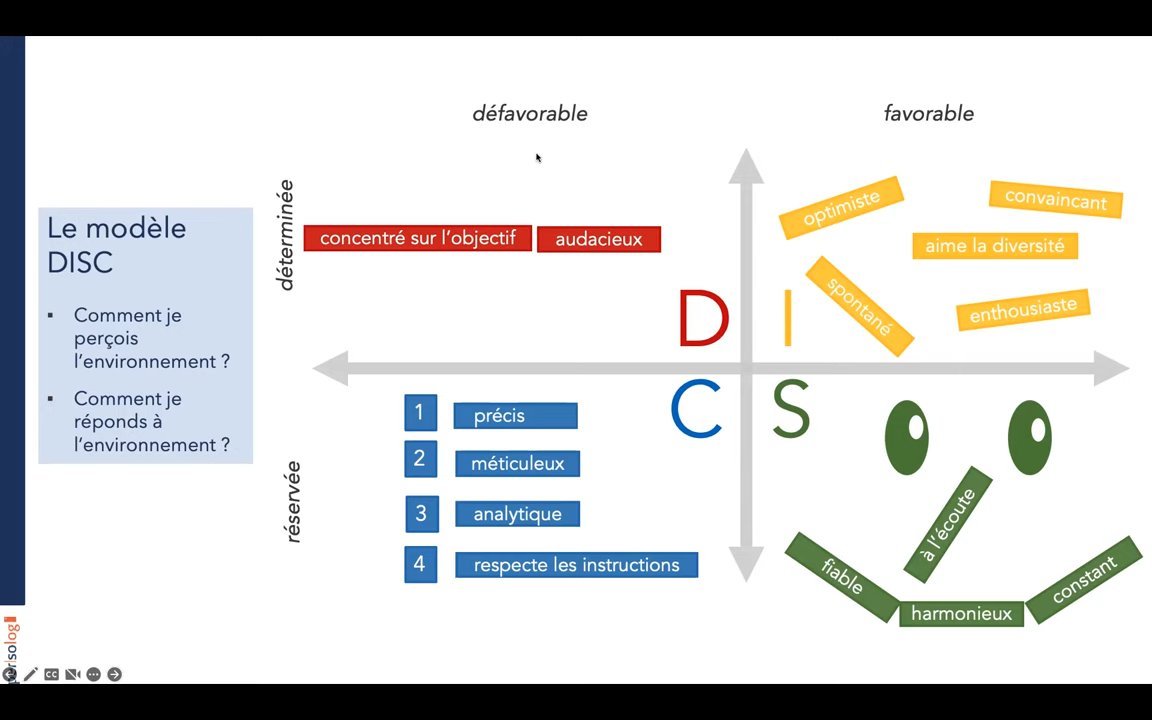 défavorable
favorable
Le modèle
DISC
▪ Comment je
perçois
l'environnement ?
▪ Comment je
réponds à
l'environnement ?
déterminée
réservée
concentré sur l'objectif
audacieux
D
I
optimiste
convaincant
aime la diversité
spontané
enthousiaste
C
1 précis
2 méticuleux
3 analytique
4 respecte les instructions
S
à l'écoute
fiable
harmonieux
constant
CC